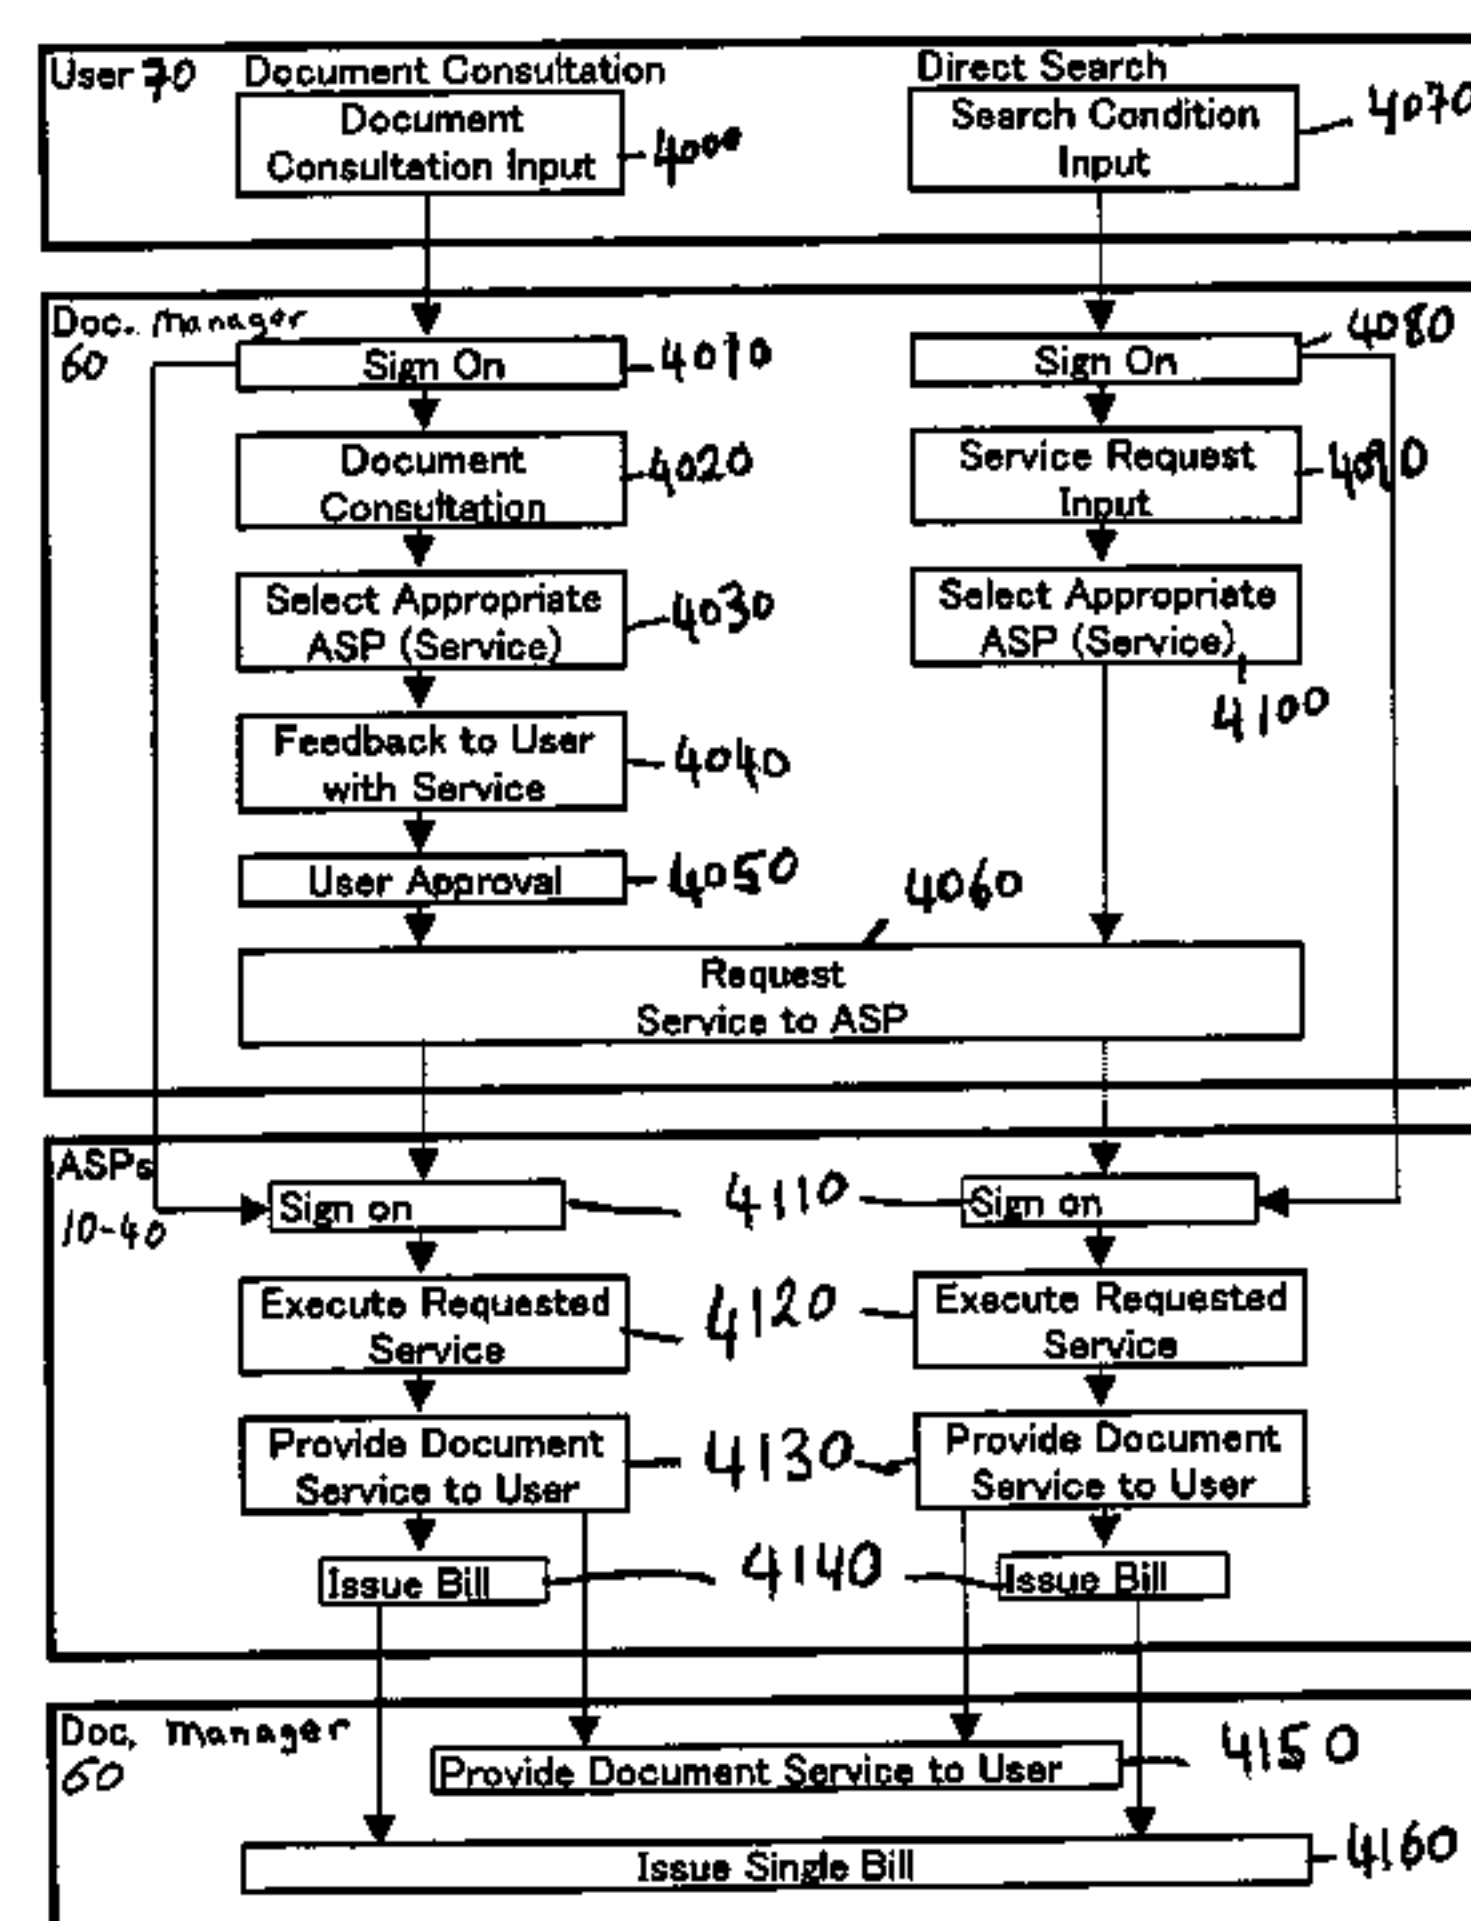 User 70
Document Consultation
Direct Search
Document
Consultation Input
4000
Search Condition
Input
4070
Doc. manager
60
Sign On
4010
Sign On
4080
Document
Consultation
4020
Service Request
Input
4090
Select Appropriate
ASP (Service)
4030
Select Appropriate
ASP (Service)
4100
Feedback to User
with Service
4040
User Approval
4050
4060
Request
Service to ASP
ASPs
10-40
Sign on
4110
Sign on
Execute Requested
Service
4120
Execute Requested
Service
Provide Document
Service to User
4130
Provide Document
Service to User
Issue Bill
4140
Issue Bill
Doc. manager
60
Provide Document Service to User
4150
Issue Single Bill
4160